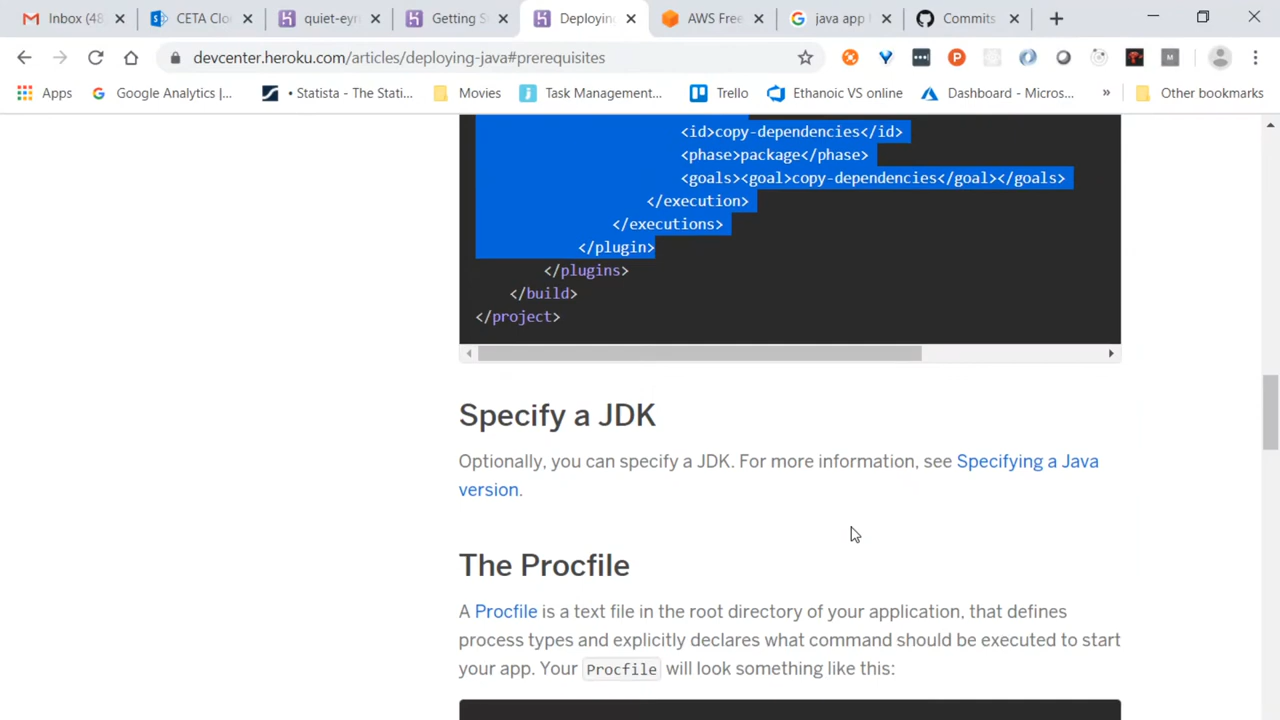 Inbox (48
CETA Clo
quiet-eyr
Getting S
Deployin
AWS Free
java app
Commits
devcenter.heroku.com/articles/deploying-java#prerequisites
Apps
Google Analytics |...
• Statista - The Stati...
Movies
Task Management...
Trello
Ethanoic VS online
Dashboard - Micros...
»
Other bookmarks
<id>copy-dependencies</id>
<phase>package</phase>
<goals><goal>copy-dependencies</goal></goals>
</execution>
</executions>
</plugin>
</plugins>
</build>
</project>
Specify a JDK
Optionally, you can specify a JDK. For more information, see Specifying a Java
version.
The Procfile
A Procfile is a text file in the root directory of your application, that defines
process types and explicitly declares what command should be executed to start
your app. Your Procfile will look something like this: